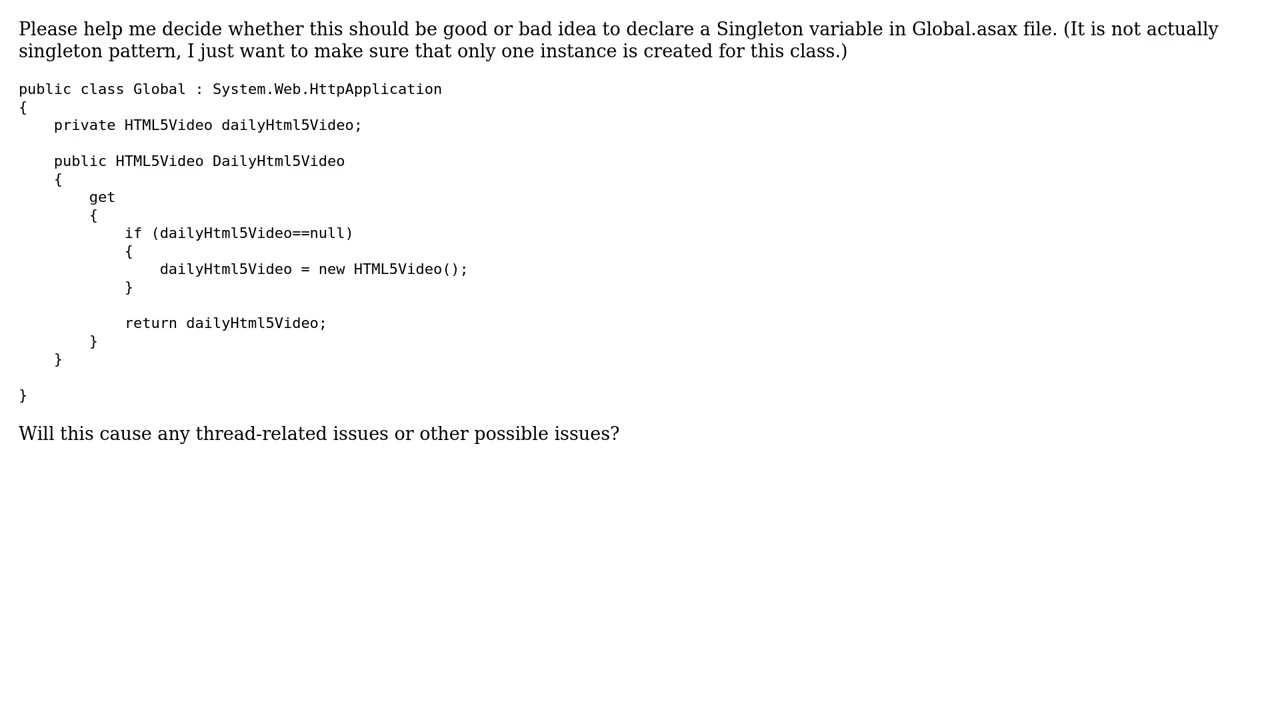 Please help me decide whether this should be good or bad idea to declare a Singleton variable in Global.asax file. (It is not actually
singleton pattern, I just want to make sure that only one instance is created for this class.)
public class Global : System.Web.HttpApplication
{
    private HTML5Video dailyHtml5Video;

    public HTML5Video DailyHtml5Video
    {
        get
        {
            if (dailyHtml5Video==null)
            {
                dailyHtml5Video = new HTML5Video();
            }

            return dailyHtml5Video;
        }
    }

}
Will this cause any thread-related issues or other possible issues?